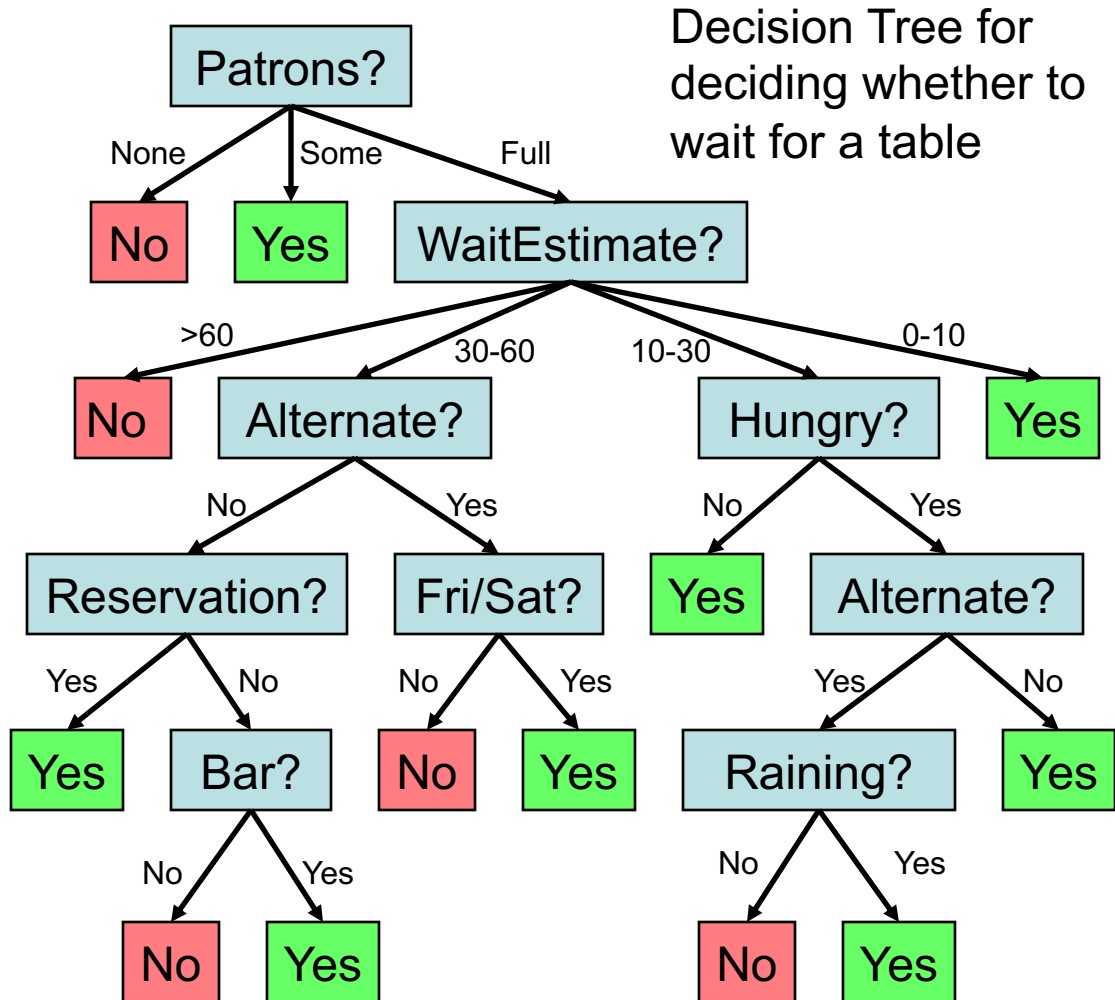 Decision Tree for
deciding whether to
wait for a table
Patrons?
None
Some
Full
No
Yes
WaitEstimate?
>60
30-60
10-30
0-10
No
Alternate?
Hungry?
Yes
No
Yes
No
Yes
Reservation?
Fri/Sat?
Yes
Alternate?
Yes
No
No
Yes
Yes
No
Yes
Bar?
No
Yes
Raining?
Yes
No
Yes
No
Yes
No
Yes
No
Yes